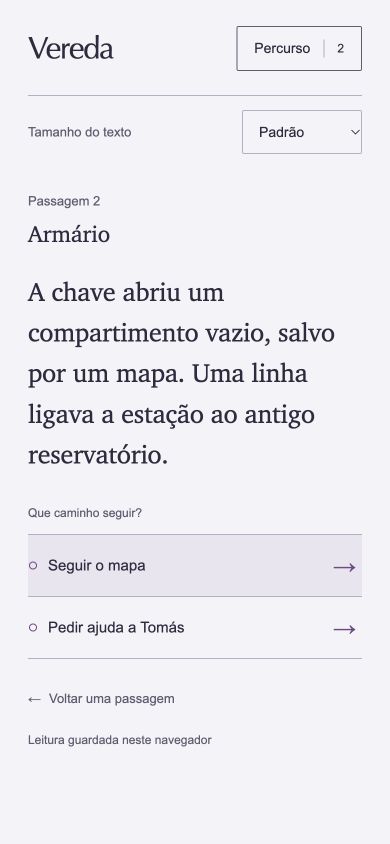 Vereda
Percurso 2
Tamanho do texto
Padrão
Passagem 2
Armário
A chave abriu um
compartimento vazio, salvo
por um mapa. Uma linha
ligava a estação ao antigo
reservatório.
Que caminho seguir?
Seguir o mapa
Pedir ajuda a Tomás
Voltar uma passagem
Leitura guardada neste navegador